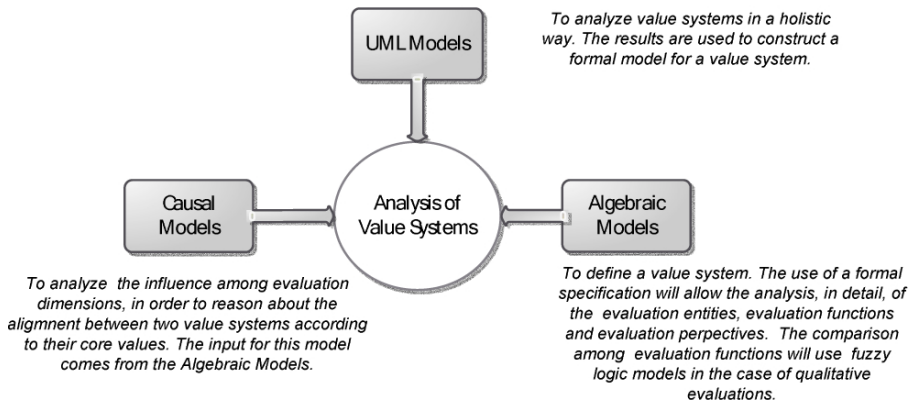 UML Models
To analyze value systems in a holistic
way. The results are used to construct a
formal model for a value system.
Causal
Models
Analysis of
Value Systems
Algebraic
Models
To analyze the influence among evaluation
dimensions, in order to reason about the
alignment between two value systems according
to their core values. The input for this model
comes from the Algebraic Models.
To define a value system. The use of a formal
specification will allow the analysis, in detail, of
the evaluation entities, evaluation functions
and evaluation perpectives. The comparison
among evaluation functions will use fuzzy
logic models in the case of qualitative
evaluations.